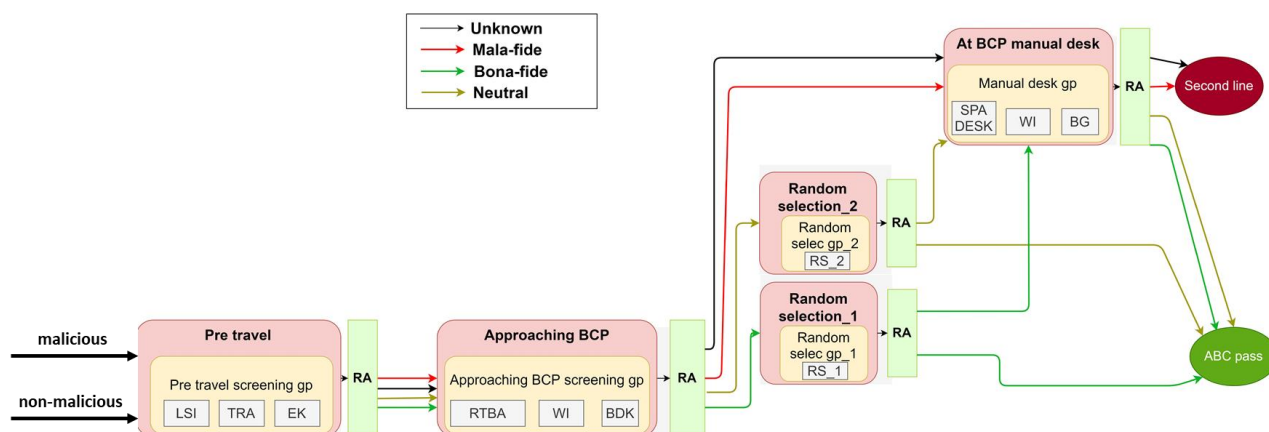 Unknown
Mala-fide
Bona-fide
Neutral
At BCP manual desk
Manual desk gp
SPA
DESK
WI
BG
RA
Second line
Random
selection_2
Random
selec gp_2
RS_2
RA
Random
selection_1
Random
selec gp_1
RS_1
RA
ABC pass
malicious
non-malicious
Pre travel
Pre travel screening gp
LSI
TRA
EK
RA
Approaching BCP
Approaching BCP screening gp
RTBA
WI
BDK
RA